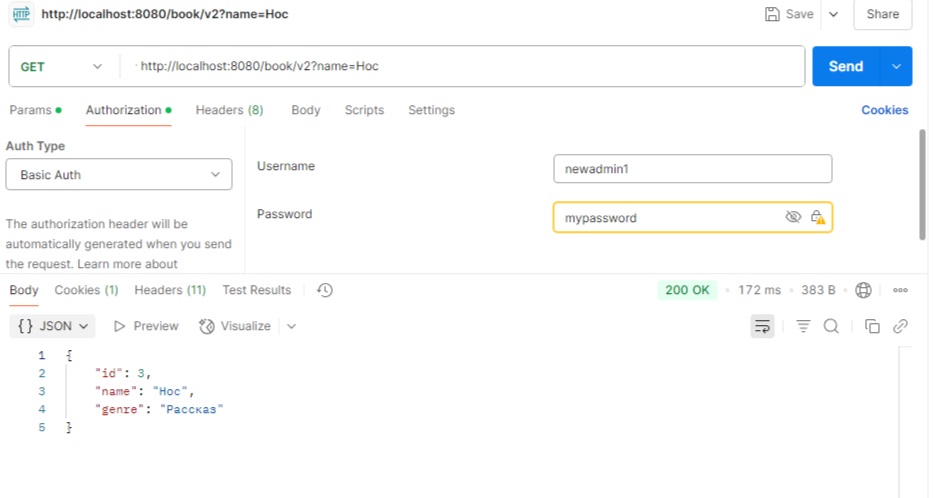 HTTP http://localhost:8080/book/v2?name=Нос Save Share
GET http://localhost:8080/book/v2?name=Нос Send
Params Authorization Headers (8) Body Scripts Settings Cookies
Auth Type
Basic Auth
Username newadmin1
Password mypassword
The authorization header will be
automatically generated when you send
the request. Learn more about
Body Cookies (1) Headers (11) Test Results 200 OK 172 ms 383 B
{} JSON Preview Visualize
1 {
2 "id": 3,
3 "name": "Нос",
4 "genre": "Рассказ"
5 }